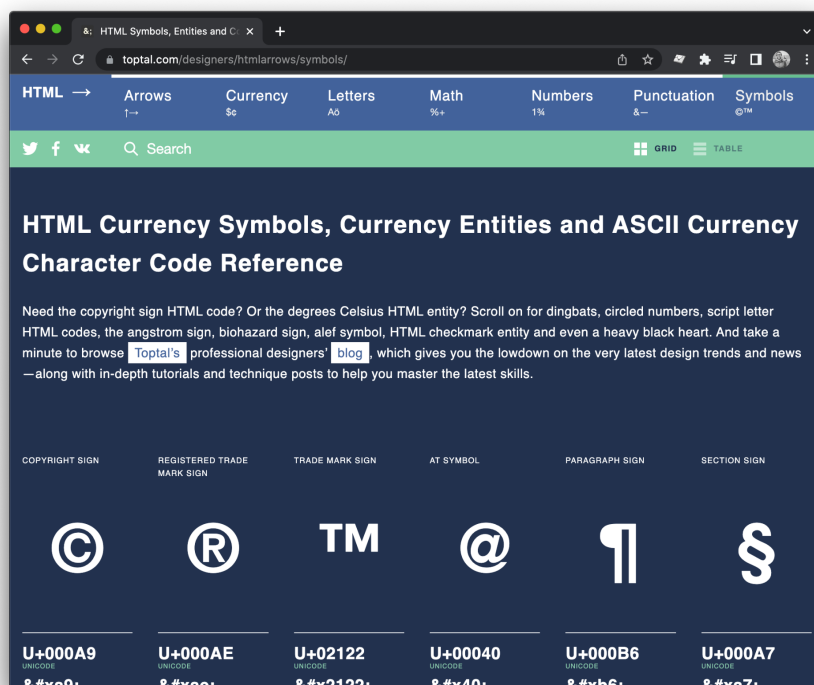 &; HTML Symbols, Entities and Co
toptal.com/designers/htmlarrows/symbols/
HTML → Arrows Currency Letters Math Numbers Punctuation Symbols
↑→ $¢ Aö %+ 1¾ &— ©™
Search GRID TABLE
HTML Currency Symbols, Currency Entities and ASCII Currency
Character Code Reference
Need the copyright sign HTML code? Or the degrees Celsius HTML entity? Scroll on for dingbats, circled numbers, script letter
HTML codes, the angstrom sign, biohazard sign, alef symbol, HTML checkmark entity and even a heavy black heart. And take a
minute to browse Toptal's professional designers' blog , which gives you the lowdown on the very latest design trends and news
—along with in-depth tutorials and technique posts to help you master the latest skills.
COPYRIGHT SIGN REGISTERED TRADE TRADE MARK SIGN AT SYMBOL PARAGRAPH SIGN SECTION SIGN
MARK SIGN
© ® ™ @ ¶ §
U+000A9 U+000AE U+02122 U+00040 U+000B6 U+000A7
UNICODE UNICODE UNICODE UNICODE UNICODE UNICODE
&#xa9; &#xae; &#x2122; &#x40; &#xb6; &#xa7;